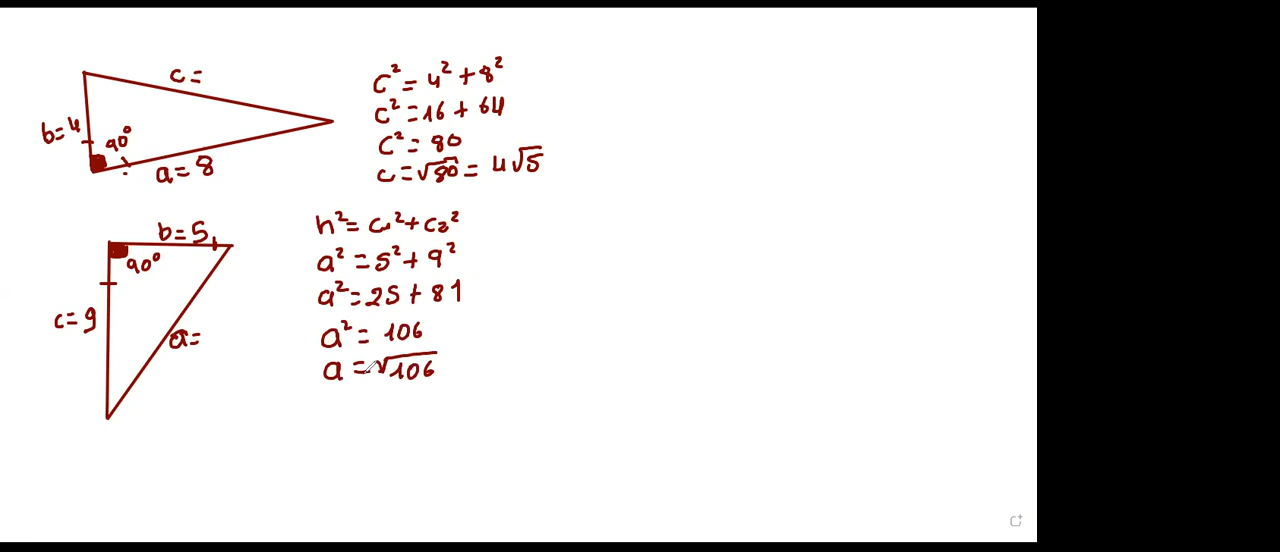 c =
b=4
90°
a = 8
c² = 4² + 8²
c² = 16 + 64
c² = 80
c = √80 = 4√5
b = 5
90°
c = 9
a =
h² = c₁² + c₂²
a² = 5² + 9²
a² = 25 + 81
a² = 106
a = √106